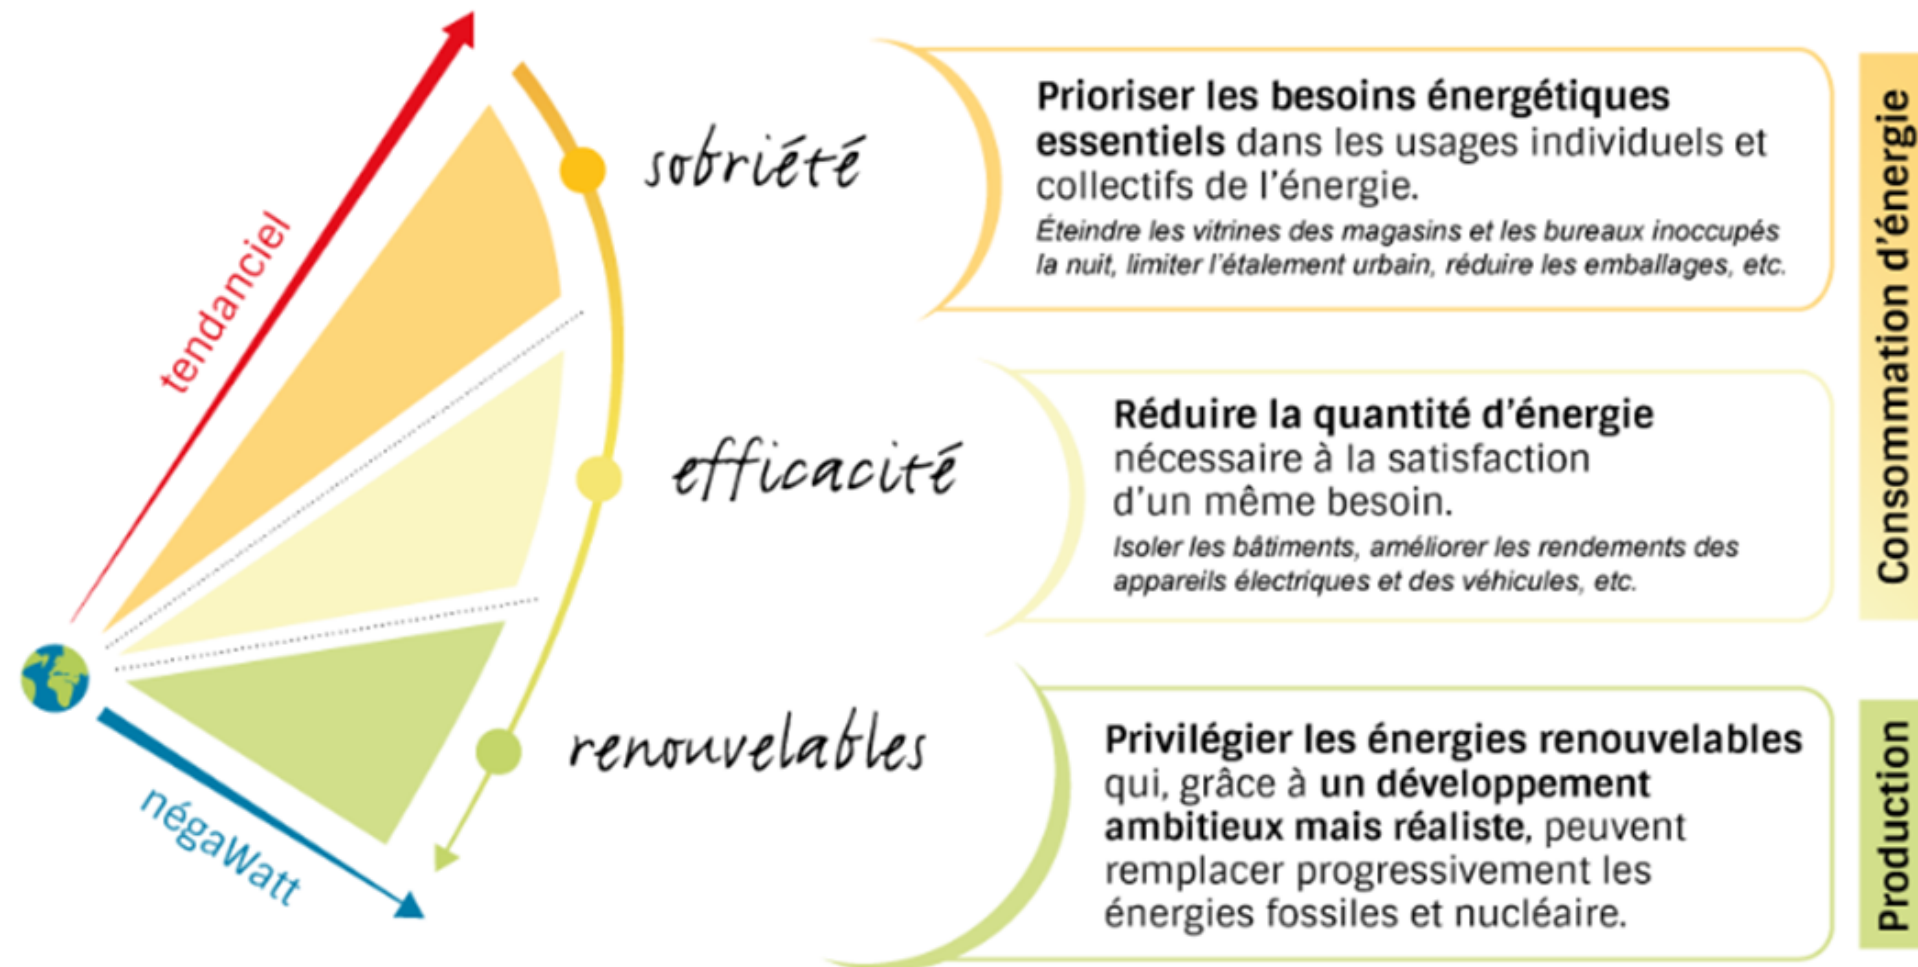 tendanciel
négaWatt
sobriété
Prioriser les besoins énergétiques
essentiels dans les usages individuels et
collectifs de l'énergie.
Éteindre les vitrines des magasins et les bureaux inoccupés
la nuit, limiter l'étalement urbain, réduire les emballages, etc.
efficacité
Réduire la quantité d'énergie
nécessaire à la satisfaction
d'un même besoin.
Isoler les bâtiments, améliorer les rendements des
appareils électriques et des véhicules, etc.
Consommation d'énergie
renouvelables
Privilégier les énergies renouvelables
qui, grâce à un développement
ambitieux mais réaliste, peuvent
remplacer progressivement les
énergies fossiles et nucléaire.
Production